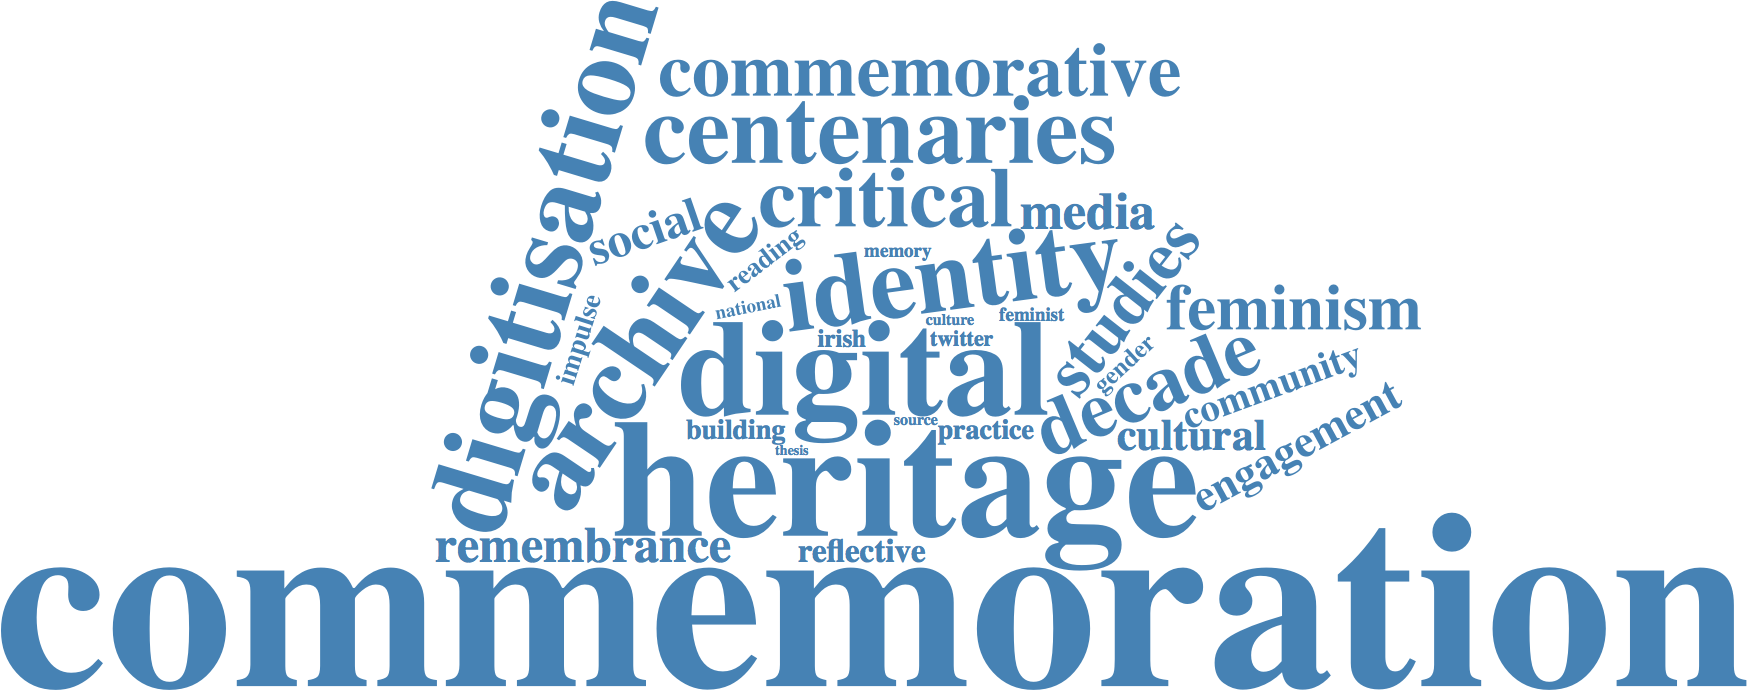 digitisation
commemorative
centenaries
critical
media
social
archive
reading
memory
identity
studies
national
impulse
culture
feminist
feminism
irish
twitter
digital
gender
decade
community
source
building
practice
cultural
engagement
thesis
heritage
remembrance
reflective
commemoration